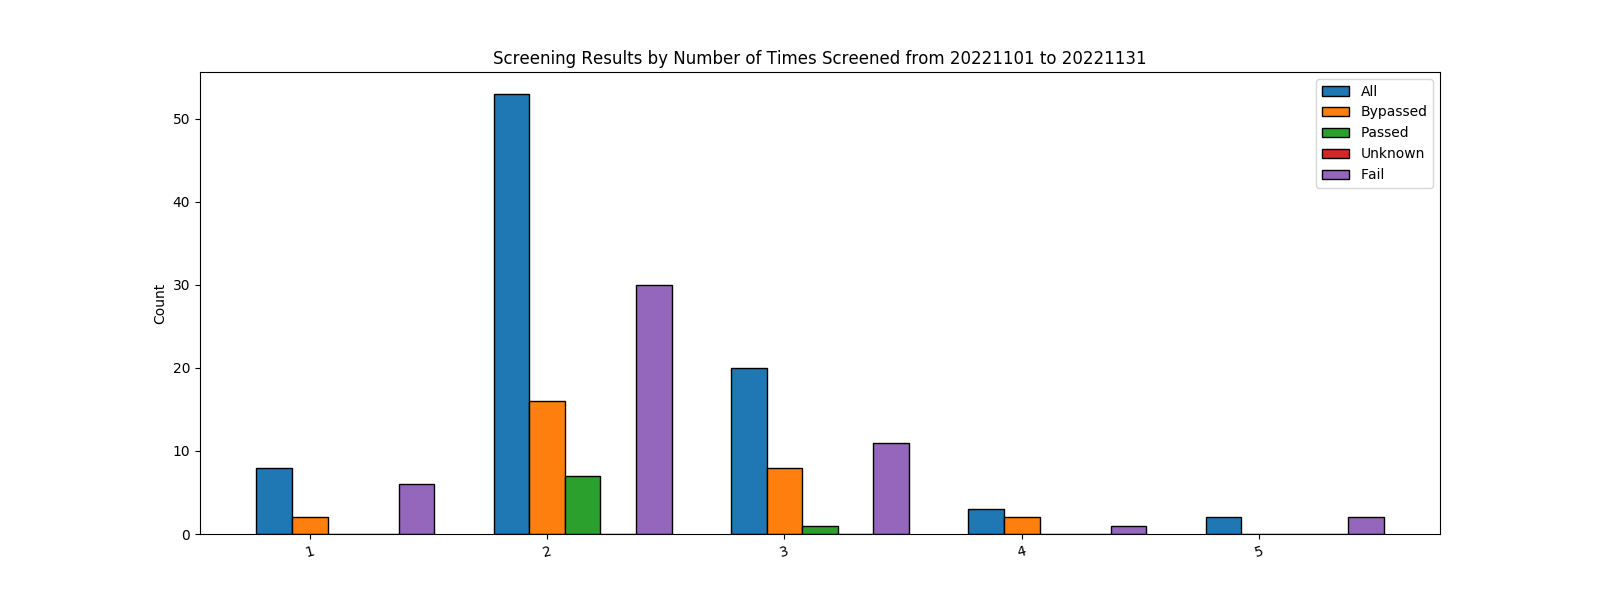 Screening Results by Number of Times Screened from 20221101 to 20221131
All
Bypassed
Passed
Unknown
Fail
50
40
30
20
10
0
Count
1 2 3 4 5